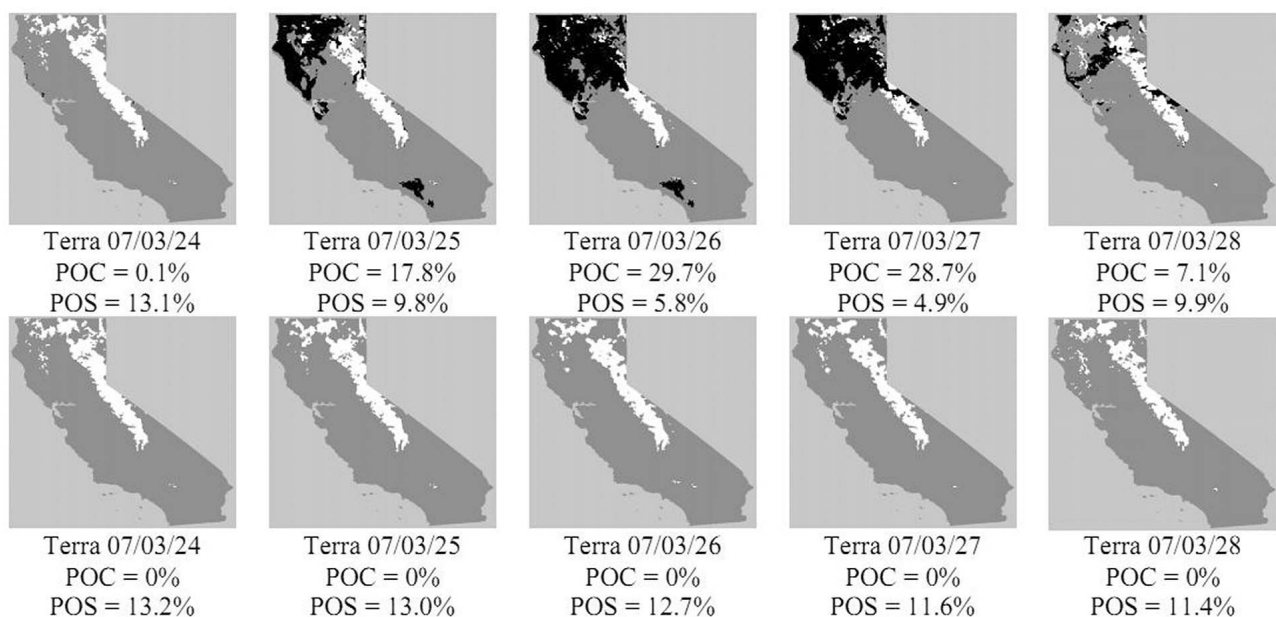 Terra 07/03/24
POC = 0.1%
POS = 13.1%
Terra 07/03/25
POC = 17.8%
POS = 9.8%
Terra 07/03/26
POC = 29.7%
POS = 5.8%
Terra 07/03/27
POC = 28.7%
POS = 4.9%
Terra 07/03/28
POC = 7.1%
POS = 9.9%
Terra 07/03/24
POC = 0%
POS = 13.2%
Terra 07/03/25
POC = 0%
POS = 13.0%
Terra 07/03/26
POC = 0%
POS = 12.7%
Terra 07/03/27
POC = 0%
POS = 11.6%
Terra 07/03/28
POC = 0%
POS = 11.4%